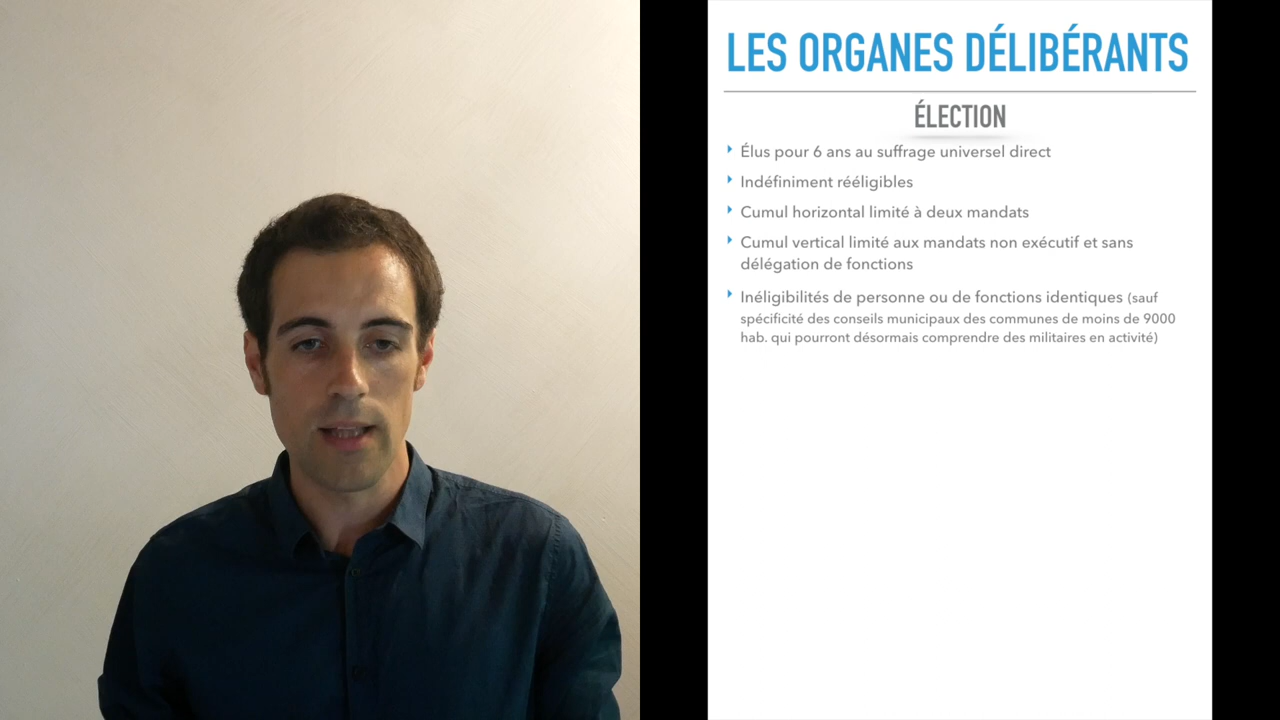 LES ORGANES DÉLIBÉRANTS
ÉLECTION
Élus pour 6 ans au suffrage universel direct
Indéfiniment rééligibles
Cumul horizontal limité à deux mandats
Cumul vertical limité aux mandats non exécutif et sans
délégation de fonctions
Inéligibilités de personne ou de fonctions identiques (sauf
spécificité des conseils municipaux des communes de moins de 9000
hab. qui pourront désormais comprendre des militaires en activité)